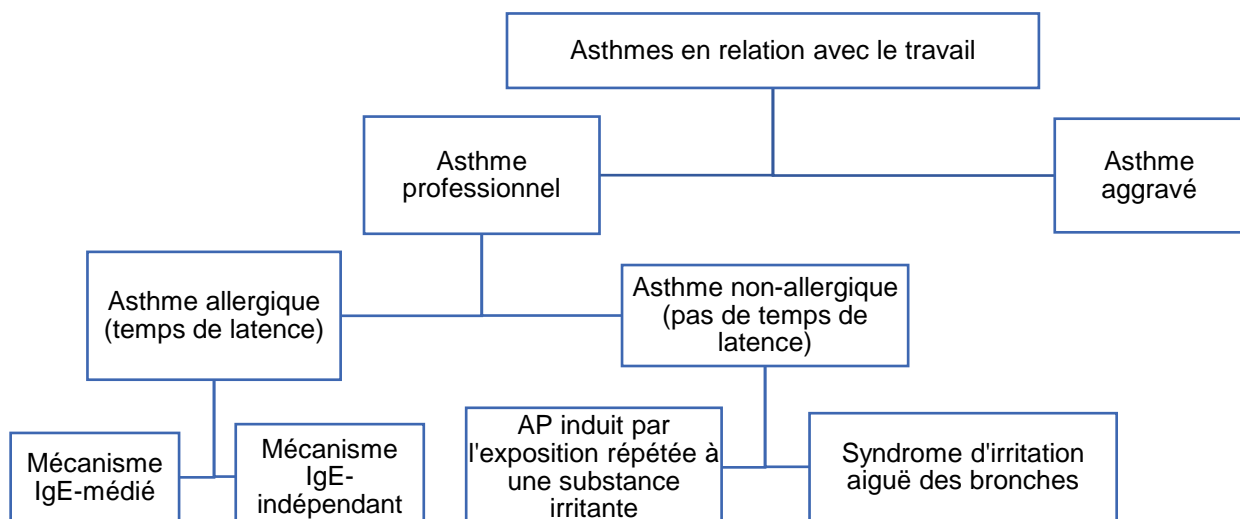 Asthmes en relation avec le travail
Asthme
professionnel
Asthme
aggravé
Asthme allergique
(temps de latence)
Asthme non-allergique
(pas de temps de
latence)
Mécanisme
IgE-médié
Mécanisme
IgE-
indépendant
AP induit par
l'exposition répétée à
une substance
irritante
Syndrome d'irritation
aiguë des bronches